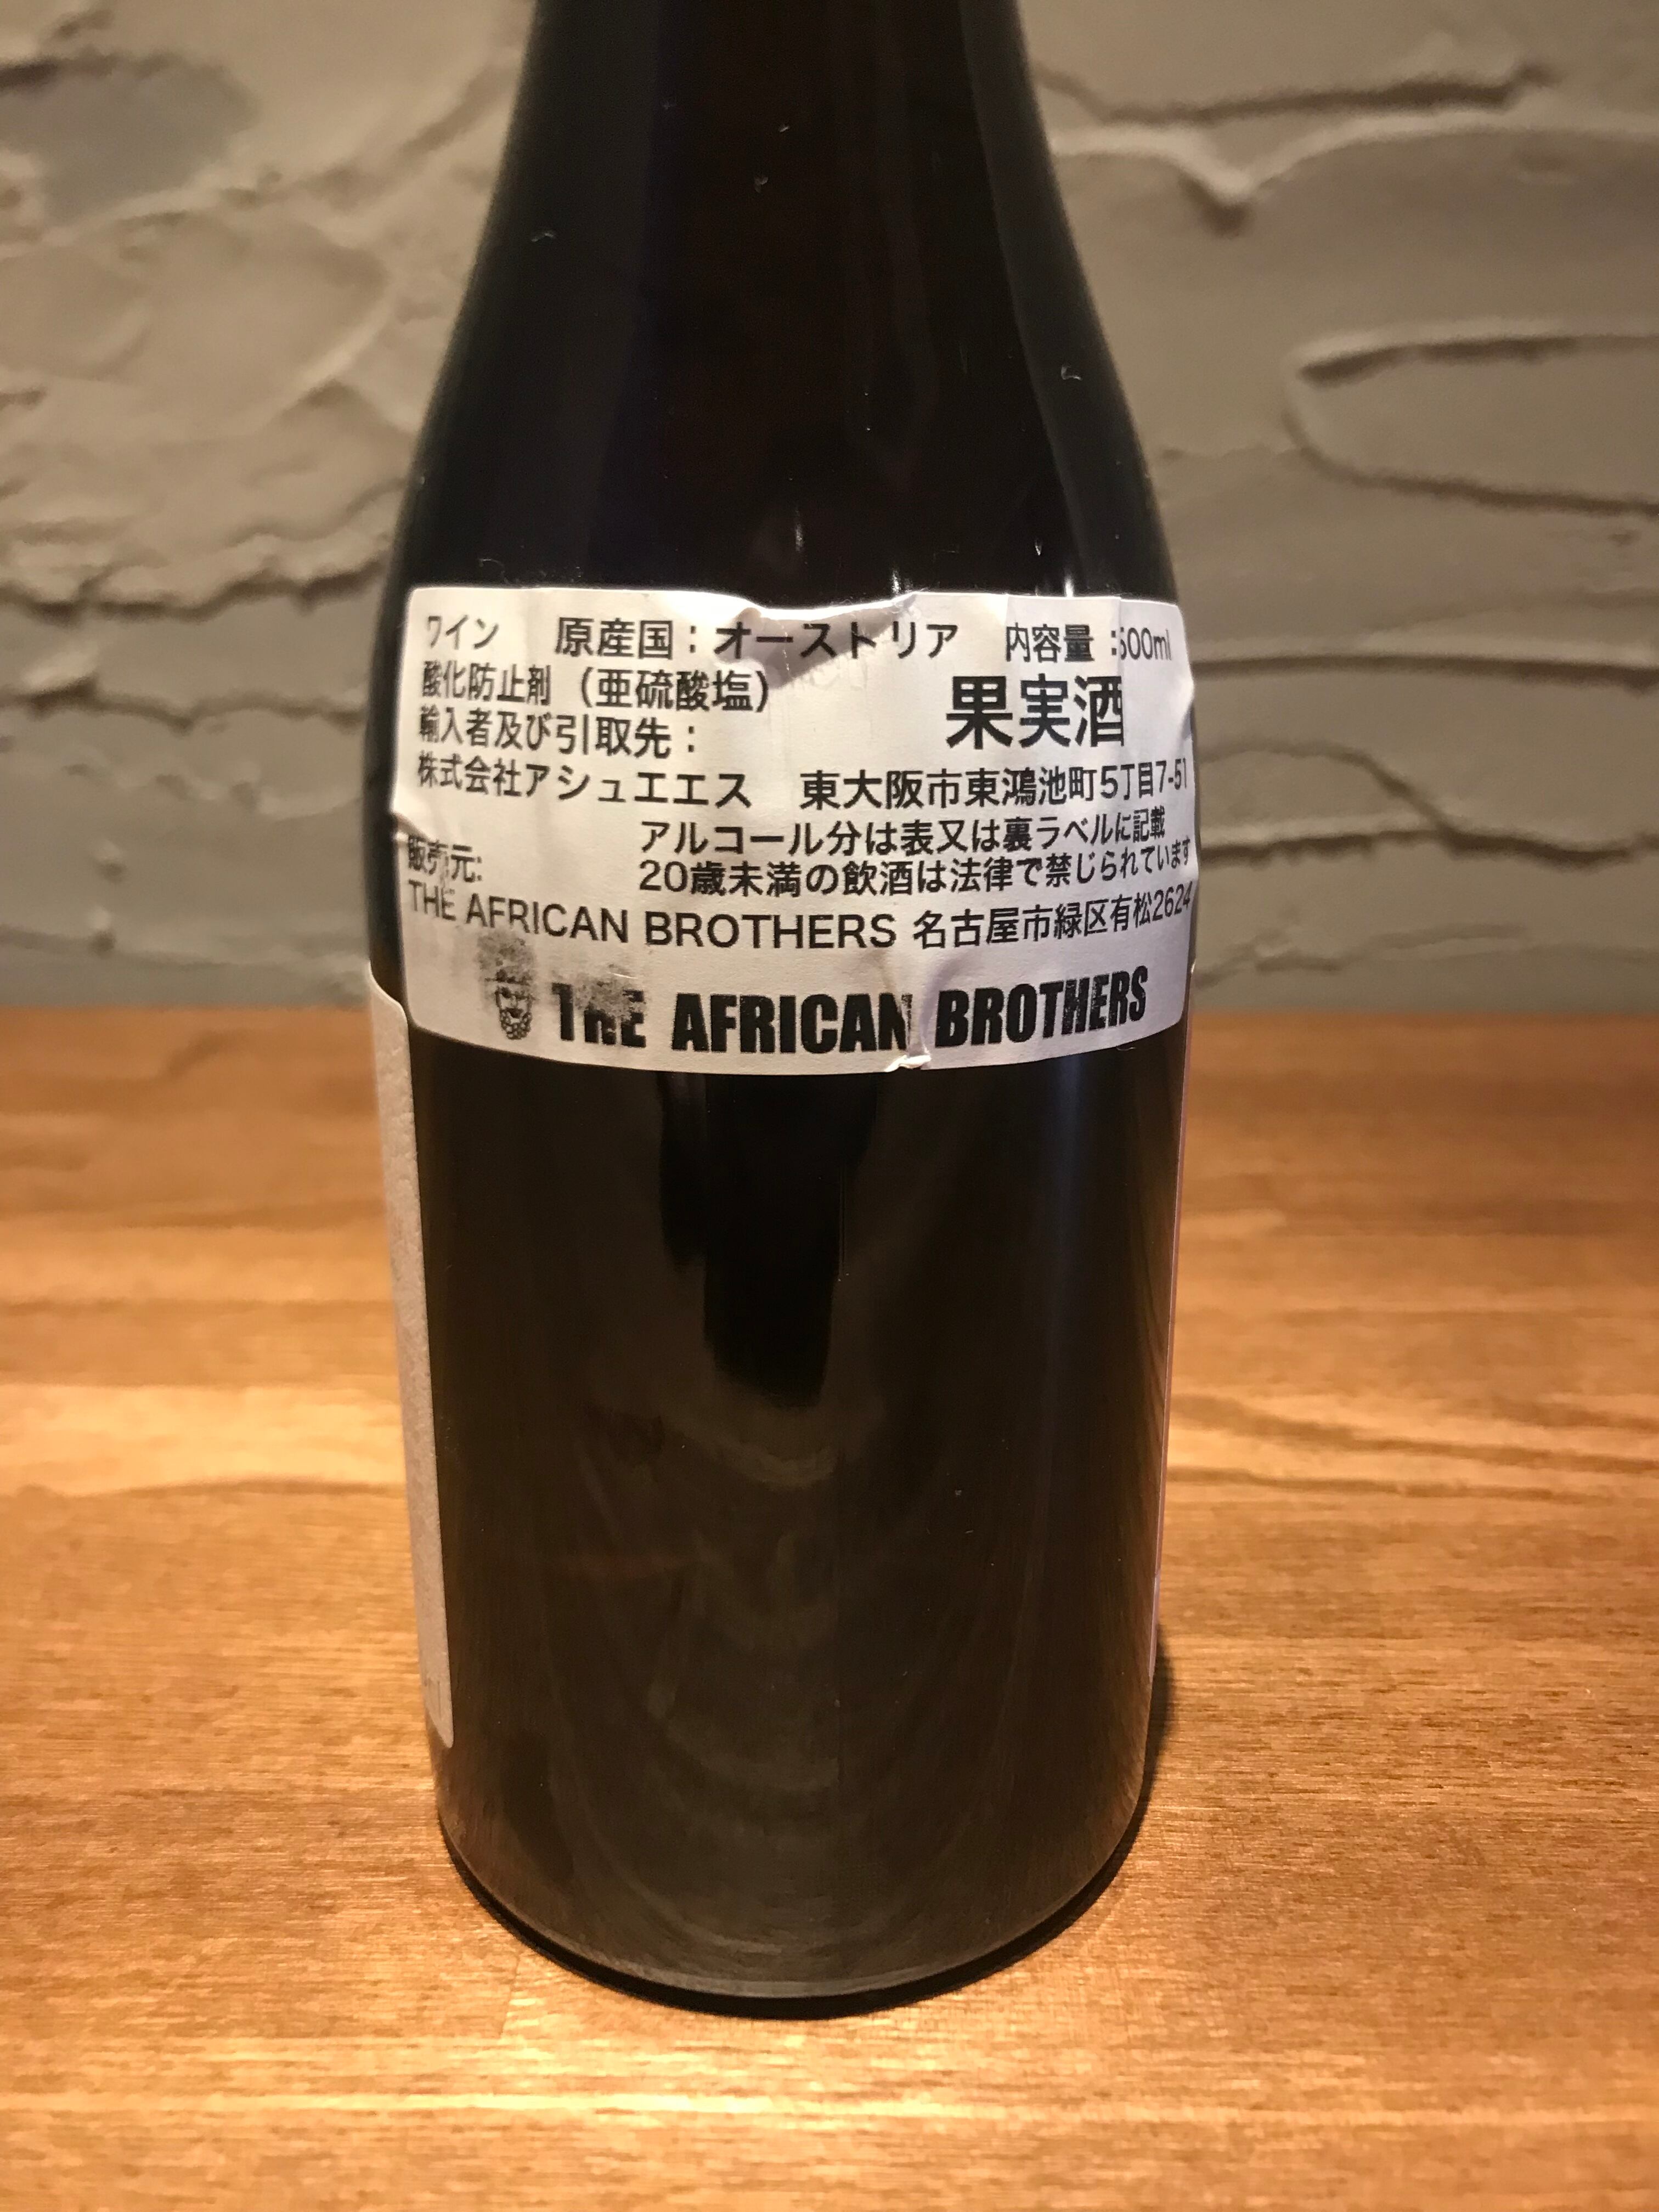 ワイン 原産国：オーストリア 内容量：500ml
酸化防止剤（亜硫酸塩）
果実酒
輸入者及び引取先：
株式会社アシュエエス 東大阪市東鴻池町5丁目7-51
アルコール分は表又は裏ラベルに記載
販売元:
20歳未満の飲酒は法律で禁じられています
THE AFRICAN BROTHERS 名古屋市緑区有松2624
THE AFRICAN BROTHERS